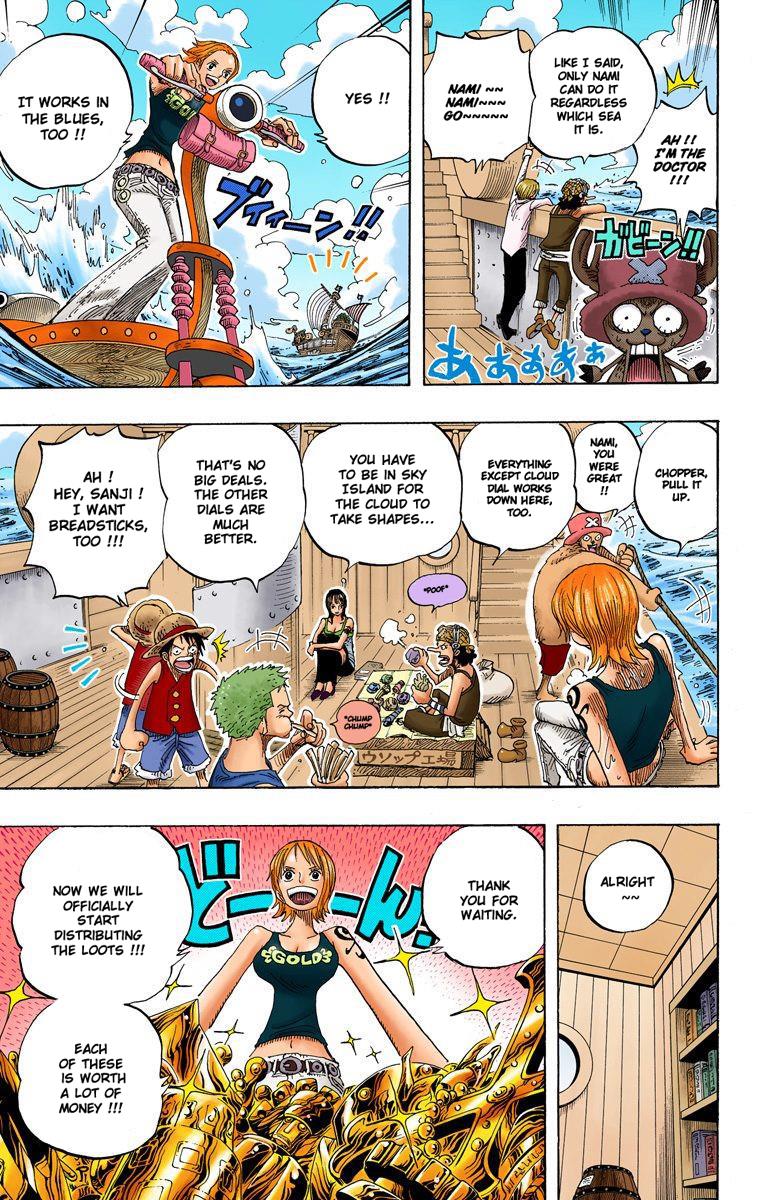 AH !!
I'M THE
DOCTOR
!!!
LIKE I SAID,
ONLY NAMI
CAN DO IT
REGARDLESS
WHICH SEA
IT IS.
NAMI ~~
NAMI~~~
GO~~~~~
ガビーン!!
あぁぁぁぁ
YES !!
IT WORKS IN
THE BLUES,
TOO !!
GOLD
ブイィーン!!
CHOPPER,
PULL IT
UP.
NAMI,
YOU
WERE
GREAT
!!
EVERYTHING
EXCEPT CLOUD
DIAL WORKS
DOWN HERE,
TOO.
YOU HAVE
TO BE IN SKY
ISLAND FOR
THE CLOUD TO
TAKE SHAPES...
THAT'S NO
BIG DEALS.
THE OTHER
DIALS ARE
MUCH
BETTER.
AH !
HEY, SANJI !
I WANT
BREADSTICKS,
TOO !!!
*POOF*
*CHUMP
CHUMP*
ウソップ工場
ALRIGHT
~~
THANK
YOU FOR
WAITING.
どーーーん!
GOLD
NOW WE WILL
OFFICIALLY
START
DISTRIBUTING
THE LOOTS !!!
EACH
OF THESE
IS WORTH
A LOT OF
MONEY !!!